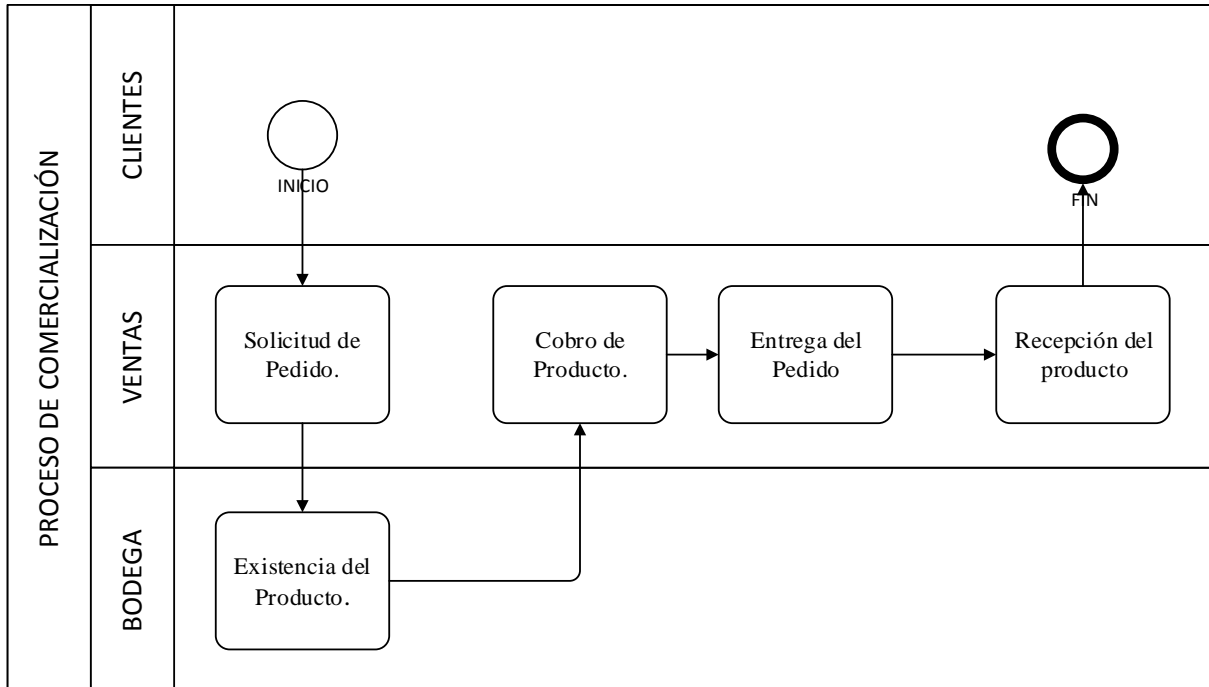 PROCESO DE COMERCIALIZACIÓN
CLIENTES
INICIO
FIN
VENTAS
Solicitud de
Pedido.
Cobro de
Producto.
Entrega del
Pedido
Recepción del
producto
BODEGA
Existencia del
Producto.